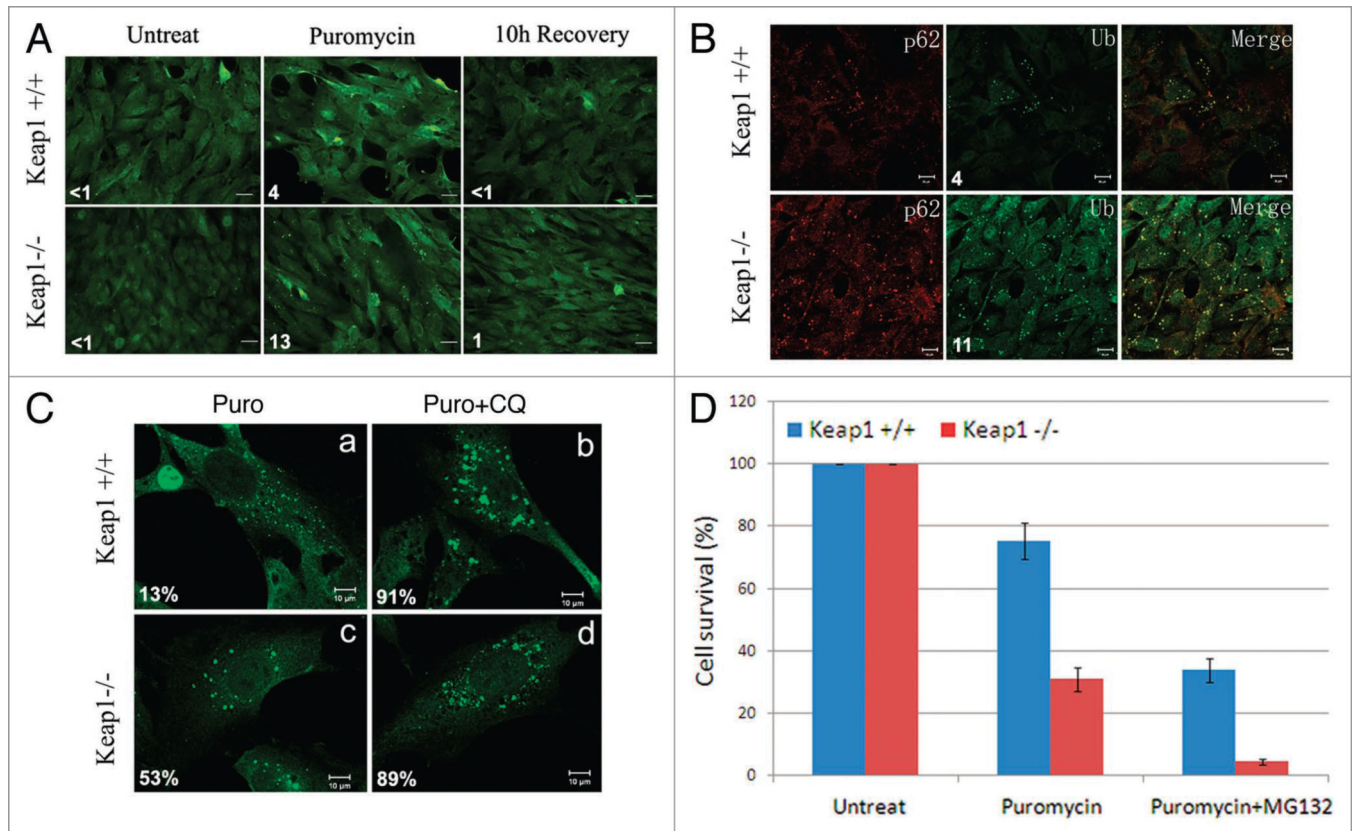 A
Untreat Puromycin 10h Recovery
Keap1 +/+
<1 4 <1
Keap1-/-
<1 13 1
B
p62 Ub Merge
Keap1 +/+
4
p62 Ub Merge
Keap1-/-
11
C
Puro Puro+CQ
a b
Keap1 +/+
13% 10 µm 91% 10 µm
c d
Keap1-/-
53% 10 µm 89% 10 µm
D
120
Keap1 +/+ Keap1 -/-
100
80
60
40
20
0
Cell survival (%)
Untreat Puromycin Puromycin+MG132